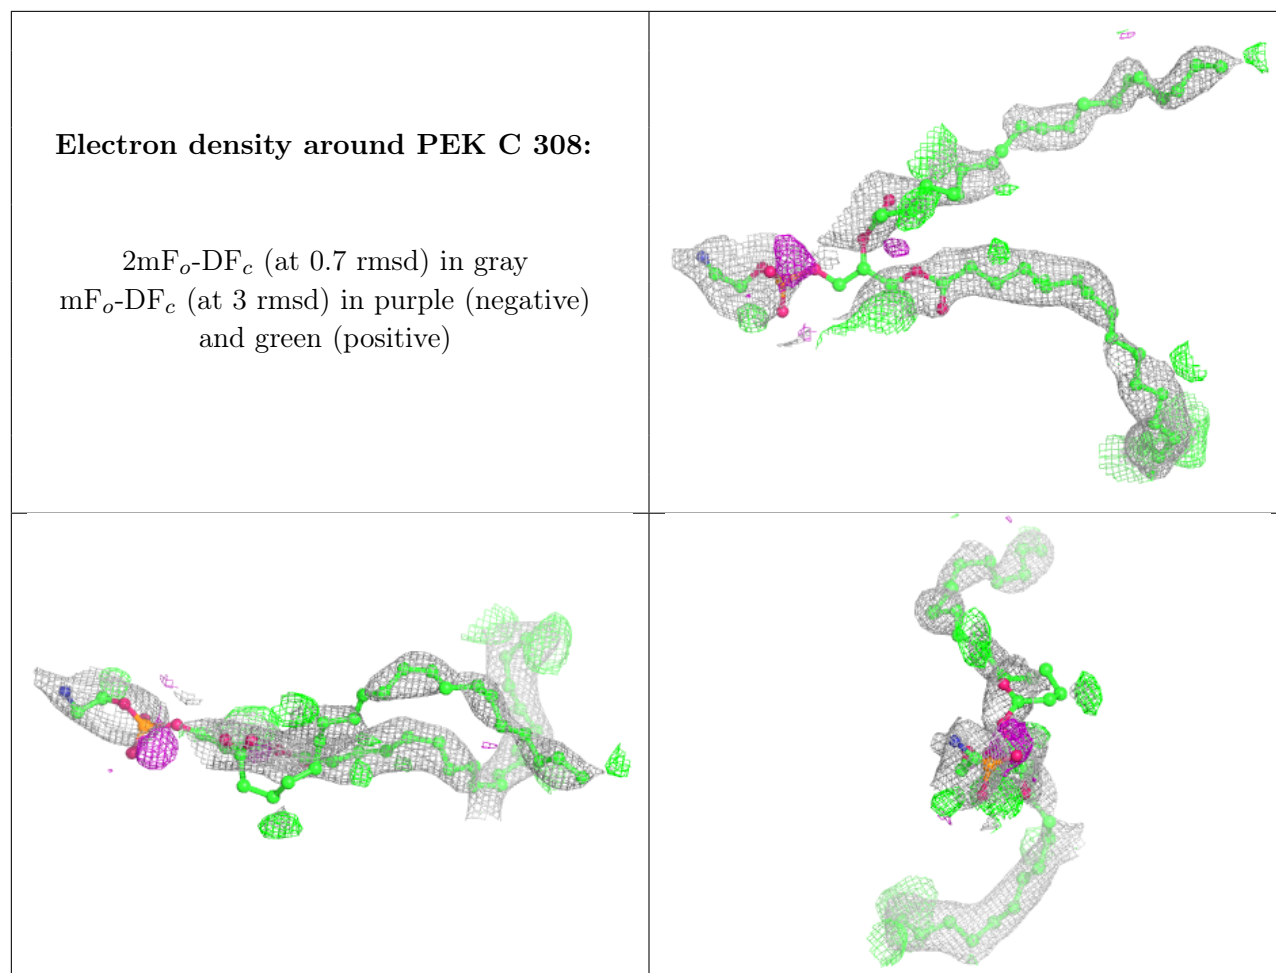 Electron density around PEK C 308:
2mFo-DFc (at 0.7 rmsd) in gray
mFo-DFc (at 3 rmsd) in purple (negative)
and green (positive)